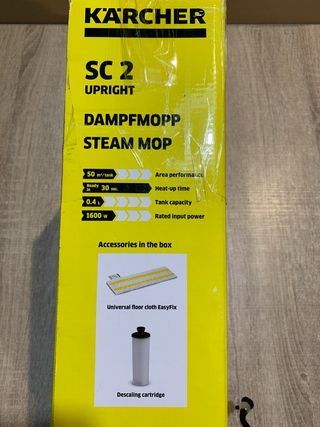 KÄRCHER
SC 2
UPRIGHT
DAMPFMOPP
STEAM MOP
50 m²/tank Area performance
Ready in 30 sec. Heat-up time
0.4 L Tank capacity
1600 W Rated input power
Accessories in the box
Universal floor cloth EasyFix
Descaling cartridge